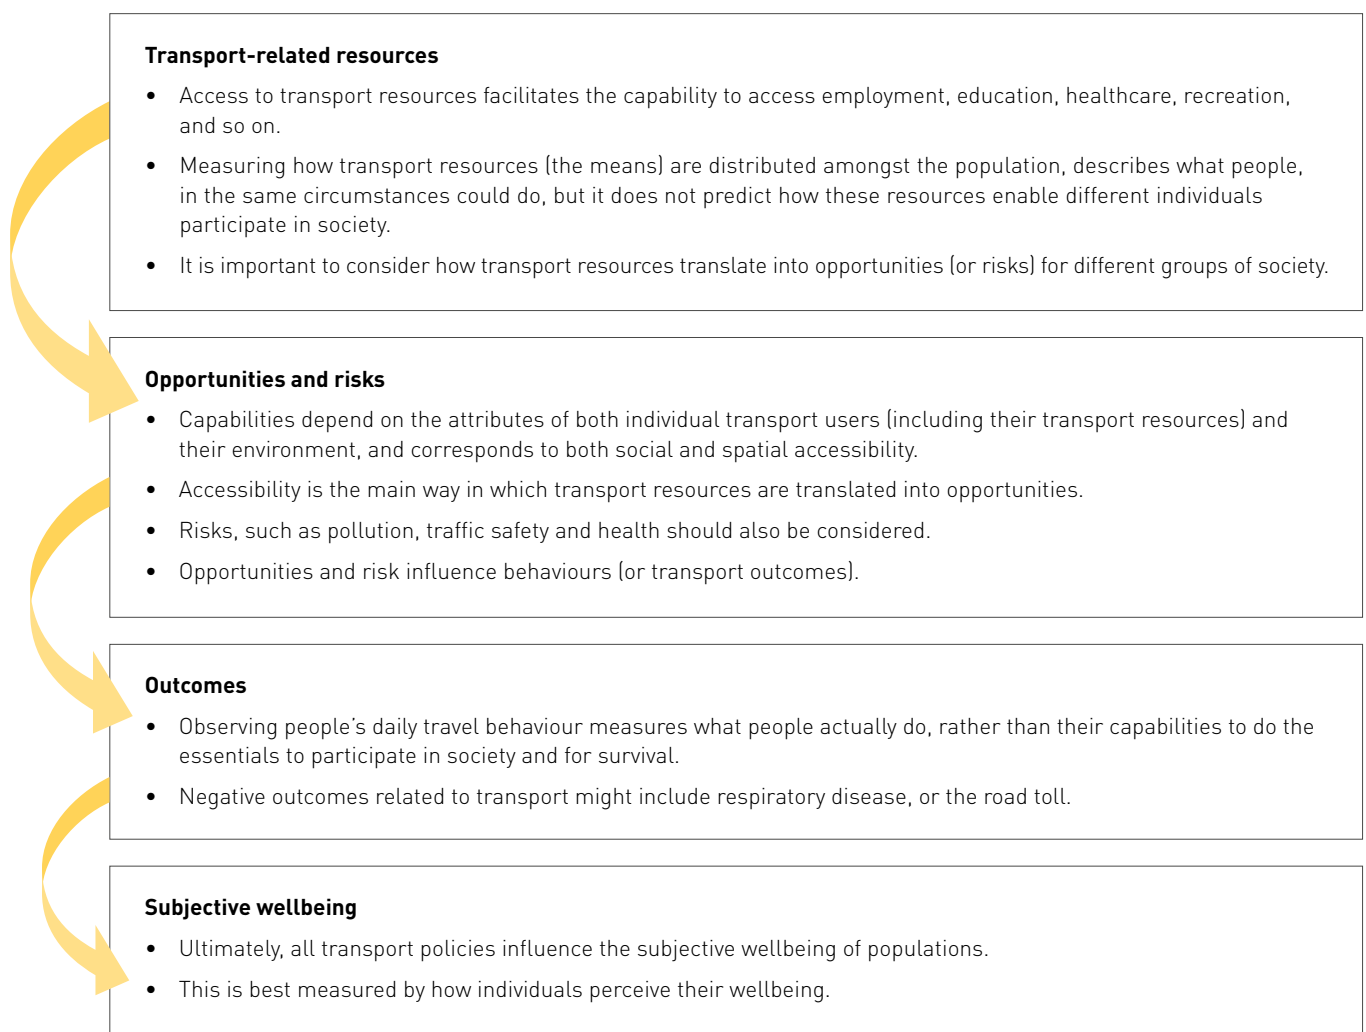 Transport-related resources
• Access to transport resources facilitates the capability to access employment, education, healthcare, recreation,
and so on.
• Measuring how transport resources (the means) are distributed amongst the population, describes what people,
in the same circumstances could do, but it does not predict how these resources enable different individuals
participate in society.
• It is important to consider how transport resources translate into opportunities (or risks) for different groups of society.
Opportunities and risks
• Capabilities depend on the attributes of both individual transport users (including their transport resources) and
their environment, and corresponds to both social and spatial accessibility.
• Accessibility is the main way in which transport resources are translated into opportunities.
• Risks, such as pollution, traffic safety and health should also be considered.
• Opportunities and risk influence behaviours (or transport outcomes).
Outcomes
• Observing people’s daily travel behaviour measures what people actually do, rather than their capabilities to do the
essentials to participate in society and for survival.
• Negative outcomes related to transport might include respiratory disease, or the road toll.
Subjective wellbeing
• Ultimately, all transport policies influence the subjective wellbeing of populations.
• This is best measured by how individuals perceive their wellbeing.